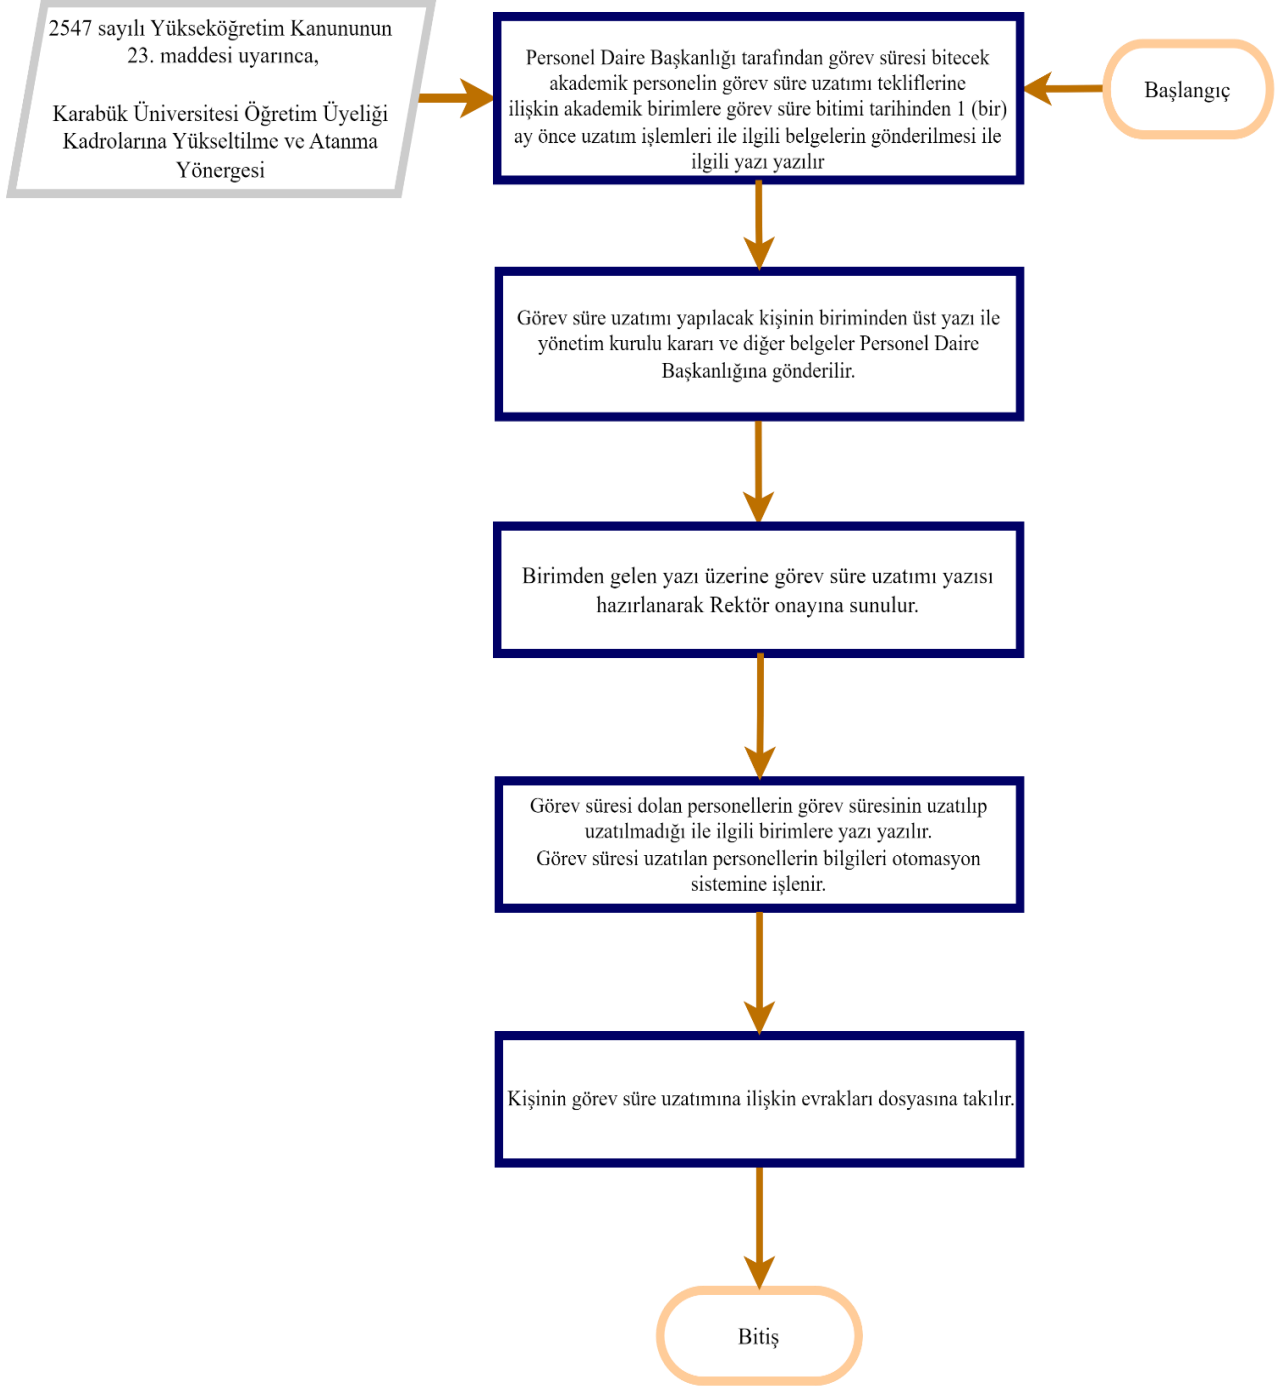 2547 sayılı Yükseköğretim Kanununun
23. maddesi uyarınca,
Karabük Üniversitesi Öğretim Üyeliği
Kadrolarına Yükseltilme ve Atanma
Yönergesi
Personel Daire Başkanlığı tarafından görev süresi bitecek
akademik personelin görev süre uzatımı tekliflerine
ilişkin akademik birimlere görev süre bitimi tarihinden 1 (bir)
ay önce uzatım işlemleri ile ilgili belgelerin gönderilmesi ile
ilgili yazı yazılır
Başlangıç
Görev süre uzatımı yapılacak kişinin biriminden üst yazı ile
yönetim kurulu kararı ve diğer belgeler Personel Daire
Başkanlığına gönderilir.
Birimden gelen yazı üzerine görev süre uzatımı yazısı
hazırlanarak Rektör onayına sunulur.
Görev süresi dolan personellerin görev süresinin uzatılıp
uzatılmadığı ile ilgili birimlere yazı yazılır.
Görev süresi uzatılan personellerin bilgileri otomasyon
sistemine işlenir.
Kişinin görev süre uzatımına ilişkin evrakları dosyasına takılır.
Bitiş